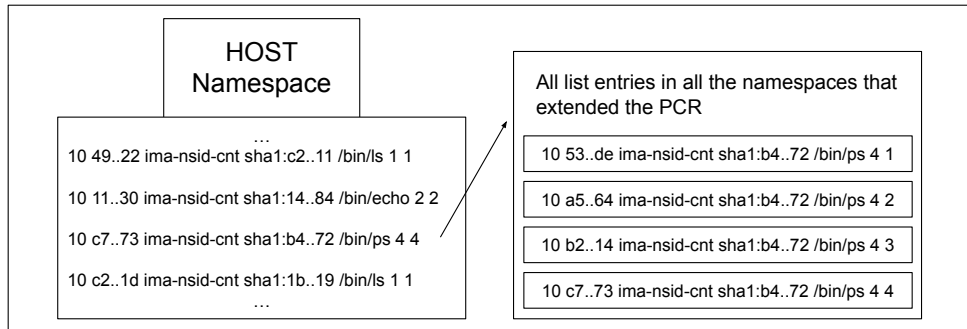 HOST
Namespace
…
10 49..22 ima-nsid-cnt sha1:c2..11 /bin/ls 1 1
10 11..30 ima-nsid-cnt sha1:14..84 /bin/echo 2 2
10 c7..73 ima-nsid-cnt sha1:b4..72 /bin/ps 4 4
10 c2..1d ima-nsid-cnt sha1:1b..19 /bin/ls 1 1
…
All list entries in all the namespaces that
extended the PCR
10 53..de ima-nsid-cnt sha1:b4..72 /bin/ps 4 1
10 a5..64 ima-nsid-cnt sha1:b4..72 /bin/ps 4 2
10 b2..14 ima-nsid-cnt sha1:b4..72 /bin/ps 4 3
10 c7..73 ima-nsid-cnt sha1:b4..72 /bin/ps 4 4